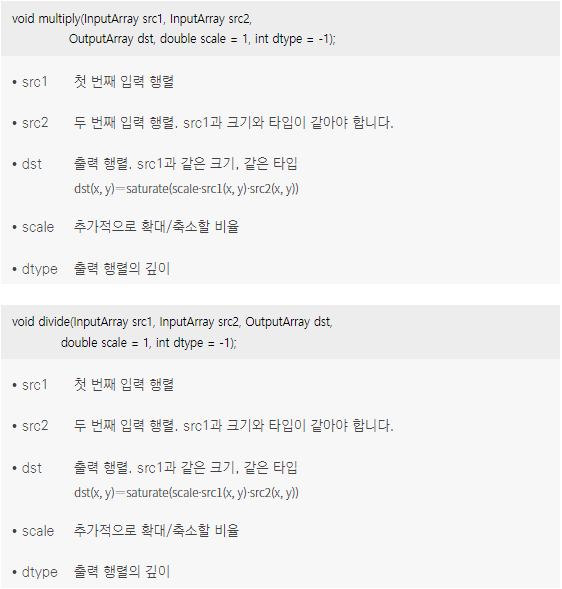 void multiply(InputArray src1, InputArray src2,
OutputArray dst, double scale = 1, int dtype = -1);
• src1 첫 번째 입력 행렬
• src2 두 번째 입력 행렬. src1과 크기와 타입이 같아야 합니다.
• dst 출력 행렬. src1과 같은 크기, 같은 타입
dst(x, y)=saturate(scale·src1(x, y)·src2(x, y))
• scale 추가적으로 확대/축소할 비율
• dtype 출력 행렬의 깊이
void divide(InputArray src1, InputArray src2, OutputArray dst,
double scale = 1, int dtype = -1);
• src1 첫 번째 입력 행렬
• src2 두 번째 입력 행렬. src1과 크기와 타입이 같아야 합니다.
• dst 출력 행렬. src1과 같은 크기, 같은 타입
dst(x, y)=saturate(scale·src1(x, y)·src2(x, y))
• scale 추가적으로 확대/축소할 비율
• dtype 출력 행렬의 깊이